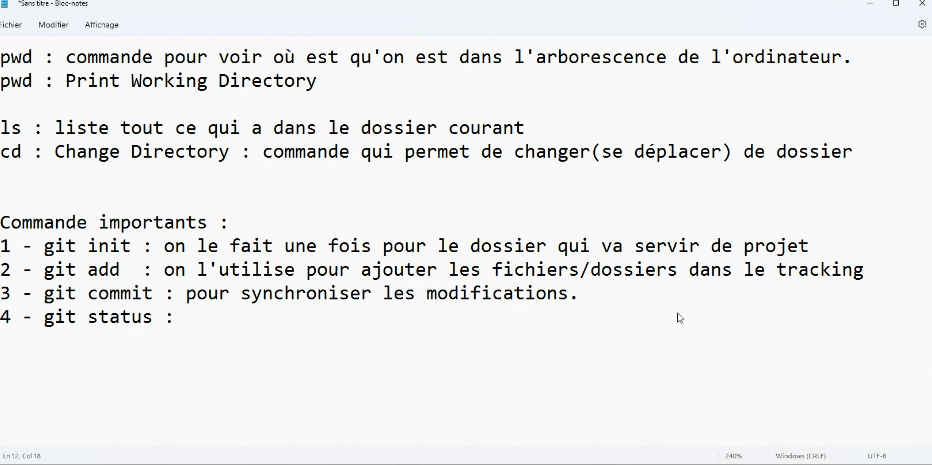 *Sans titre - Bloc-notes
Fichier Modifier Affichage
pwd : commande pour voir où est qu'on est dans l'arborescence de l'ordinateur.
pwd : Print Working Directory
ls : liste tout ce qui a dans le dossier courant
cd : Change Directory : commande qui permet de changer(se déplacer) de dossier
Commande importants :
1 - git init : on le fait une fois pour le dossier qui va servir de projet
2 - git add  : on l'utilise pour ajouter les fichiers/dossiers dans le tracking
3 - git commit : pour synchroniser les modifications.
4 - git status :
Ln 12, Col 18 240% Windows (CRLF) UTF-8